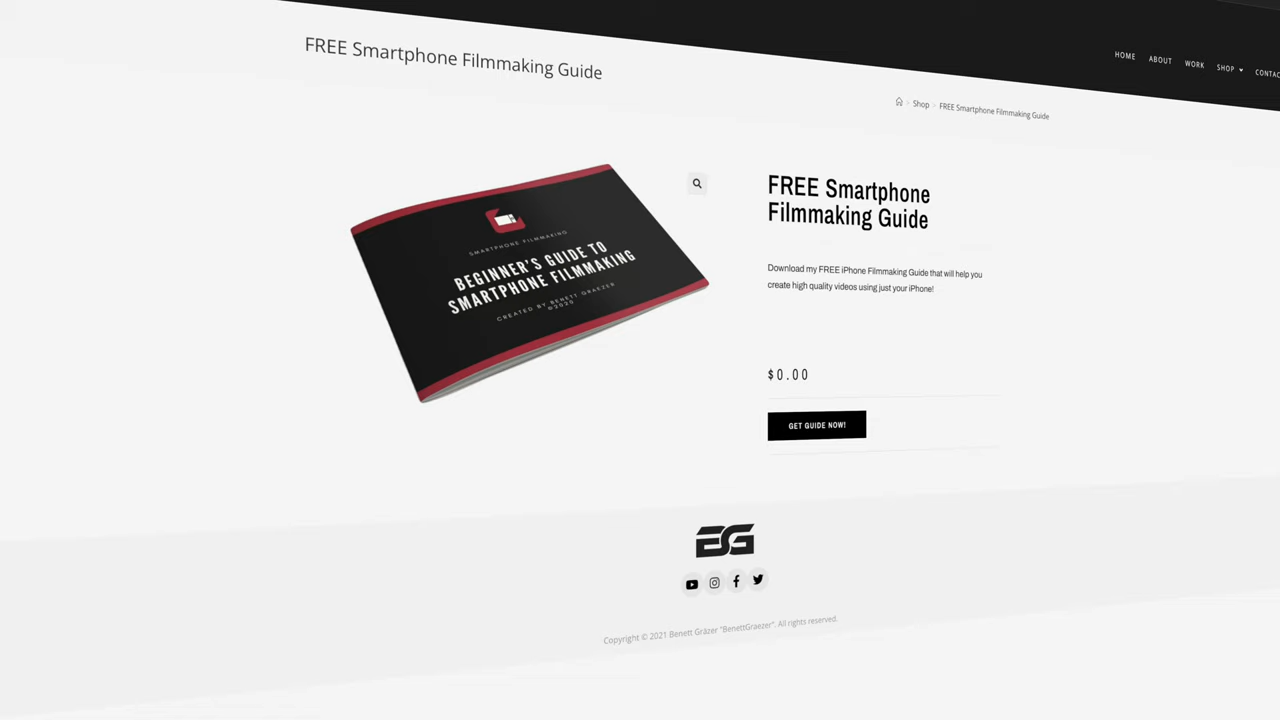 HOME ABOUT WORK SHOP
FREE Smartphone Filmmaking Guide
Shop > FREE Smartphone Filmmaking Guide
SMARTPHONE FILMMAKING
BEGINNER'S GUIDE TO
SMARTPHONE FILMMAKING
CREATED BY BENETT GRAEZER
©2020
FREE Smartphone
Filmmaking Guide
Download my FREE iPhone Filmmaking Guide that will help you
create high quality videos using just your iPhone!
$0.00
GET GUIDE NOW!
BG
Copyright © 2021 Benett Gräzer "BenettGraezer". All rights reserved.